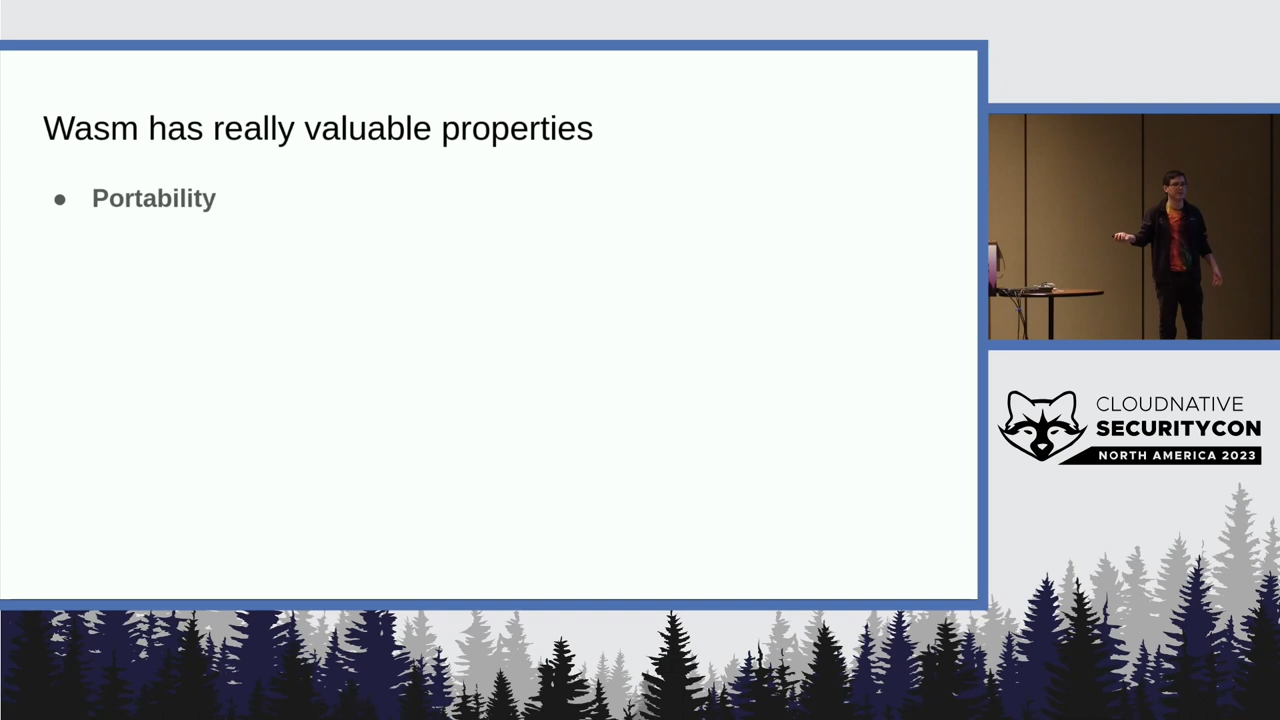 Wasm has really valuable properties
● Portability
CLOUDNATIVE
SECURITYCON
NORTH AMERICA 2023